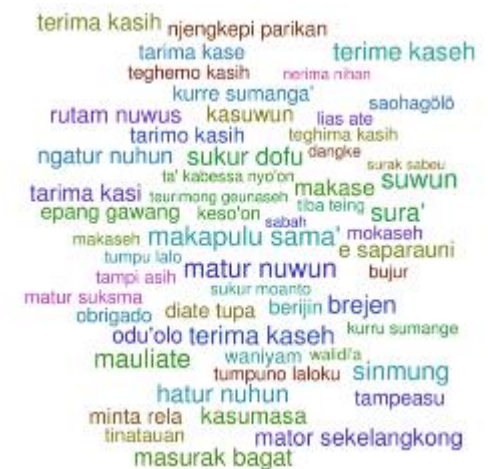 terima kasih njengkepi parikan
tarima kase terime kaseh
teghemo kasih nerima nihan
kurre sumanga'
rutam nuwus kasuwun lias ate saohagölö
tarimo kasih teghima kasih
ngatur nuhun sukur dofu dangke
surak sabeu
ta' kabessa nyo'on makase suwun
tarima kasi teurimong geunaseh
epang gawang keso'on sabah tiba teing sura'
makaseh makapulu sama' mokaseh
tumpu lalo e saparauni
tampi asih matur nuwun bujur
matur suksma sukur moanto
obrigado diate tupa berijin brejen
odu'olo terima kaseh kurru sumange
mauliate waniyam walidi'a
tumpuno laloku sinmung
hatur nuhun tampeasu
minta rela kasumasa
tinatauan mator sekelangkong
masurak bagat